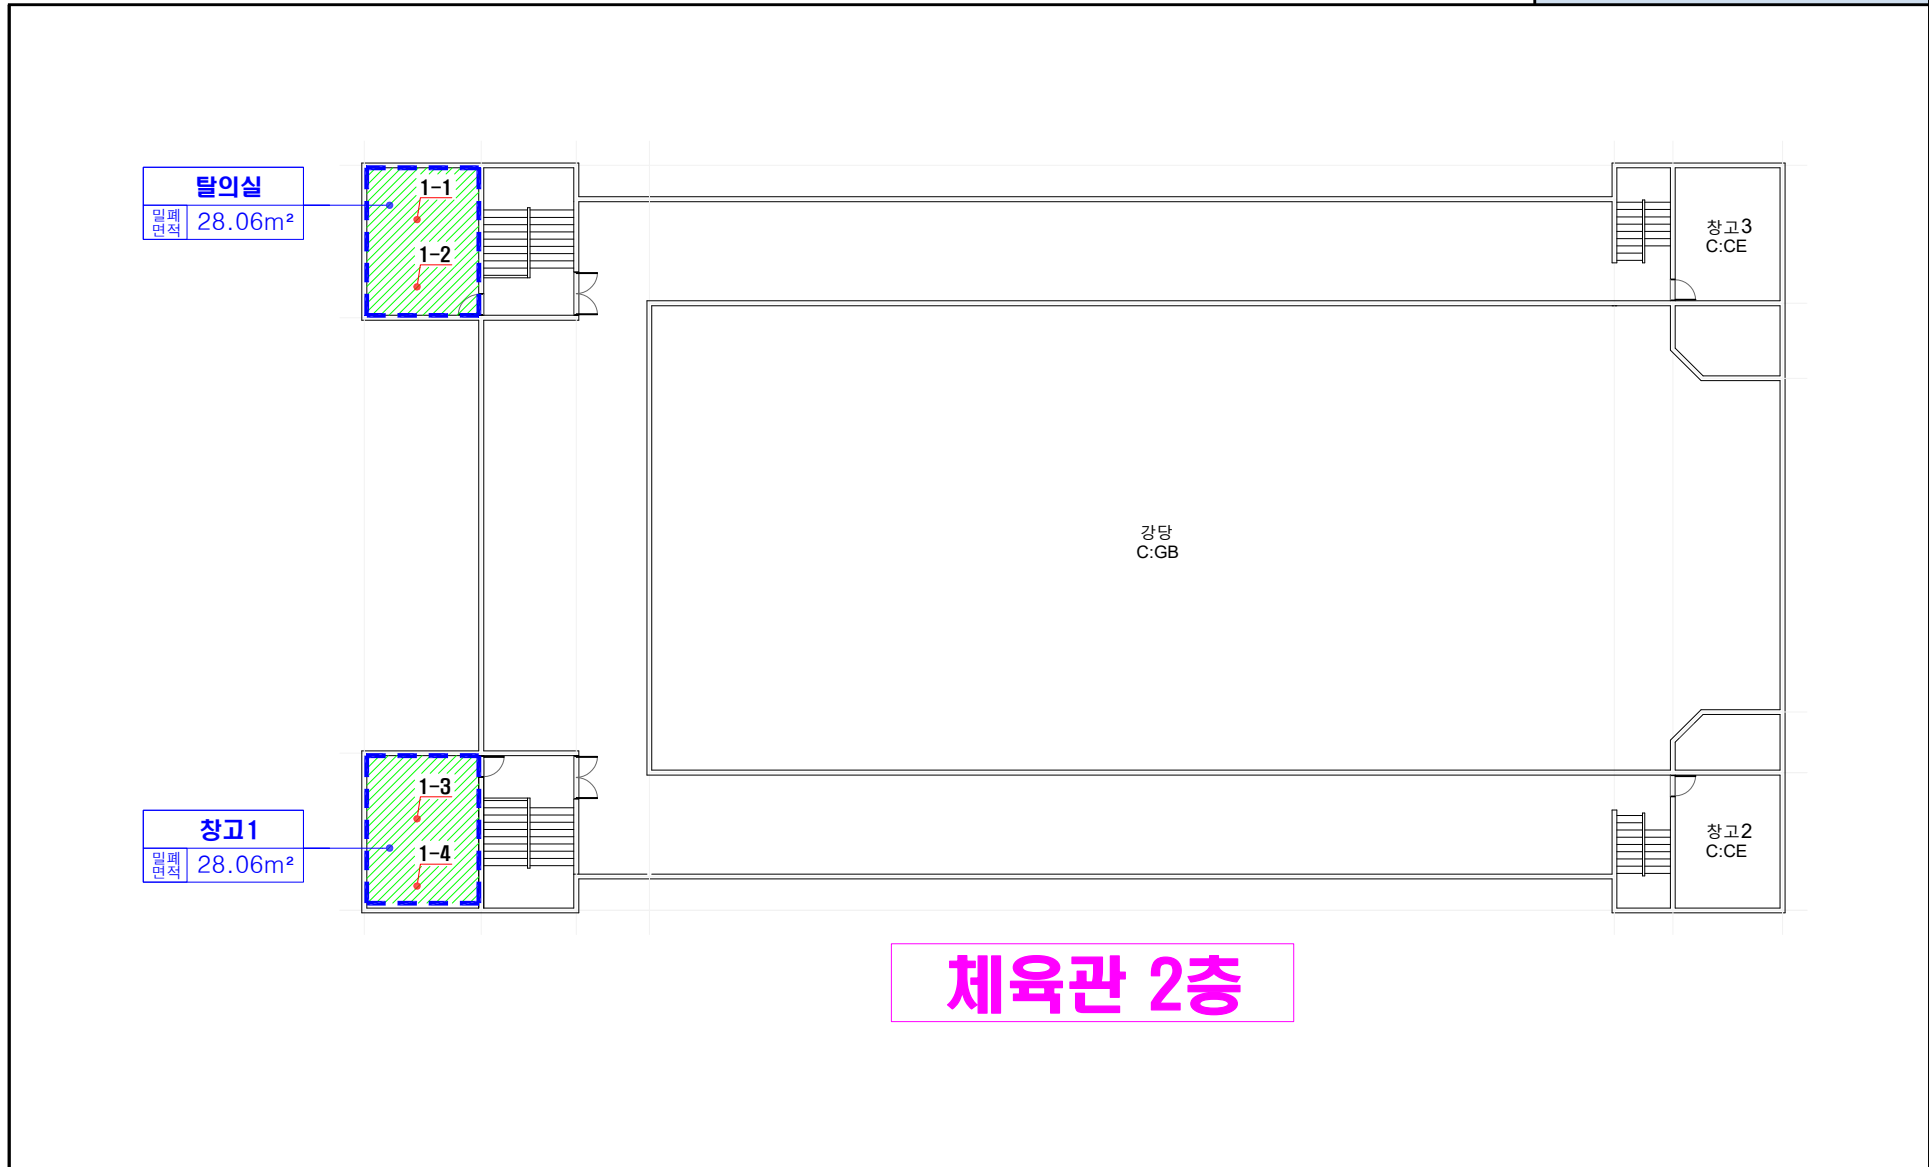 탈의실
밀폐
면적
28.06m²
1-1
1-2
창고3
C:CE
강당
C:GB
창고1
밀폐
면적
28.06m²
1-3
1-4
창고2
C:CE
체육관 2층